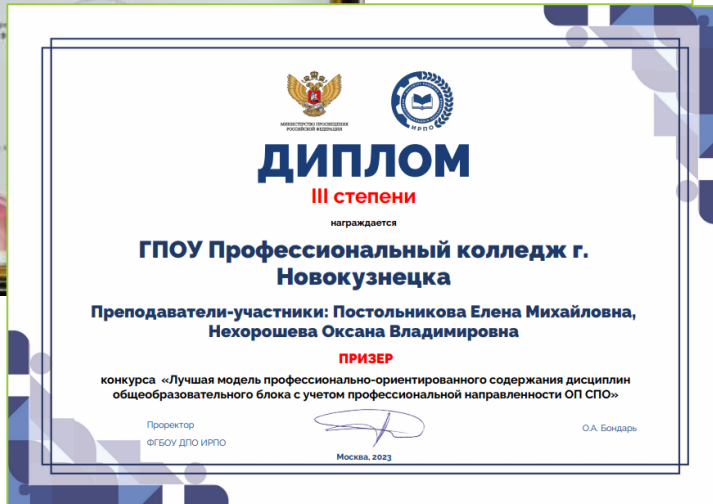 МИНИСТЕРСТВО ПРОСВЕЩЕНИЯ
РОССИЙСКОЙ ФЕДЕРАЦИИ
ИРПО
ДИПЛОМ
III степени
награждается
ГПОУ Профессиональный колледж г.
Новокузнецка
Преподаватели-участники: Постольникова Елена Михайловна,
Нехорошева Оксана Владимировна
ПРИЗЕР
конкурса «Лучшая модель профессионально-ориентированного содержания дисциплин
общеобразовательного блока с учетом профессиональной направленности ОП СПО»
Проректор
ФГБОУ ДПО ИРПО
О.А. Бондарь
Москва, 2023